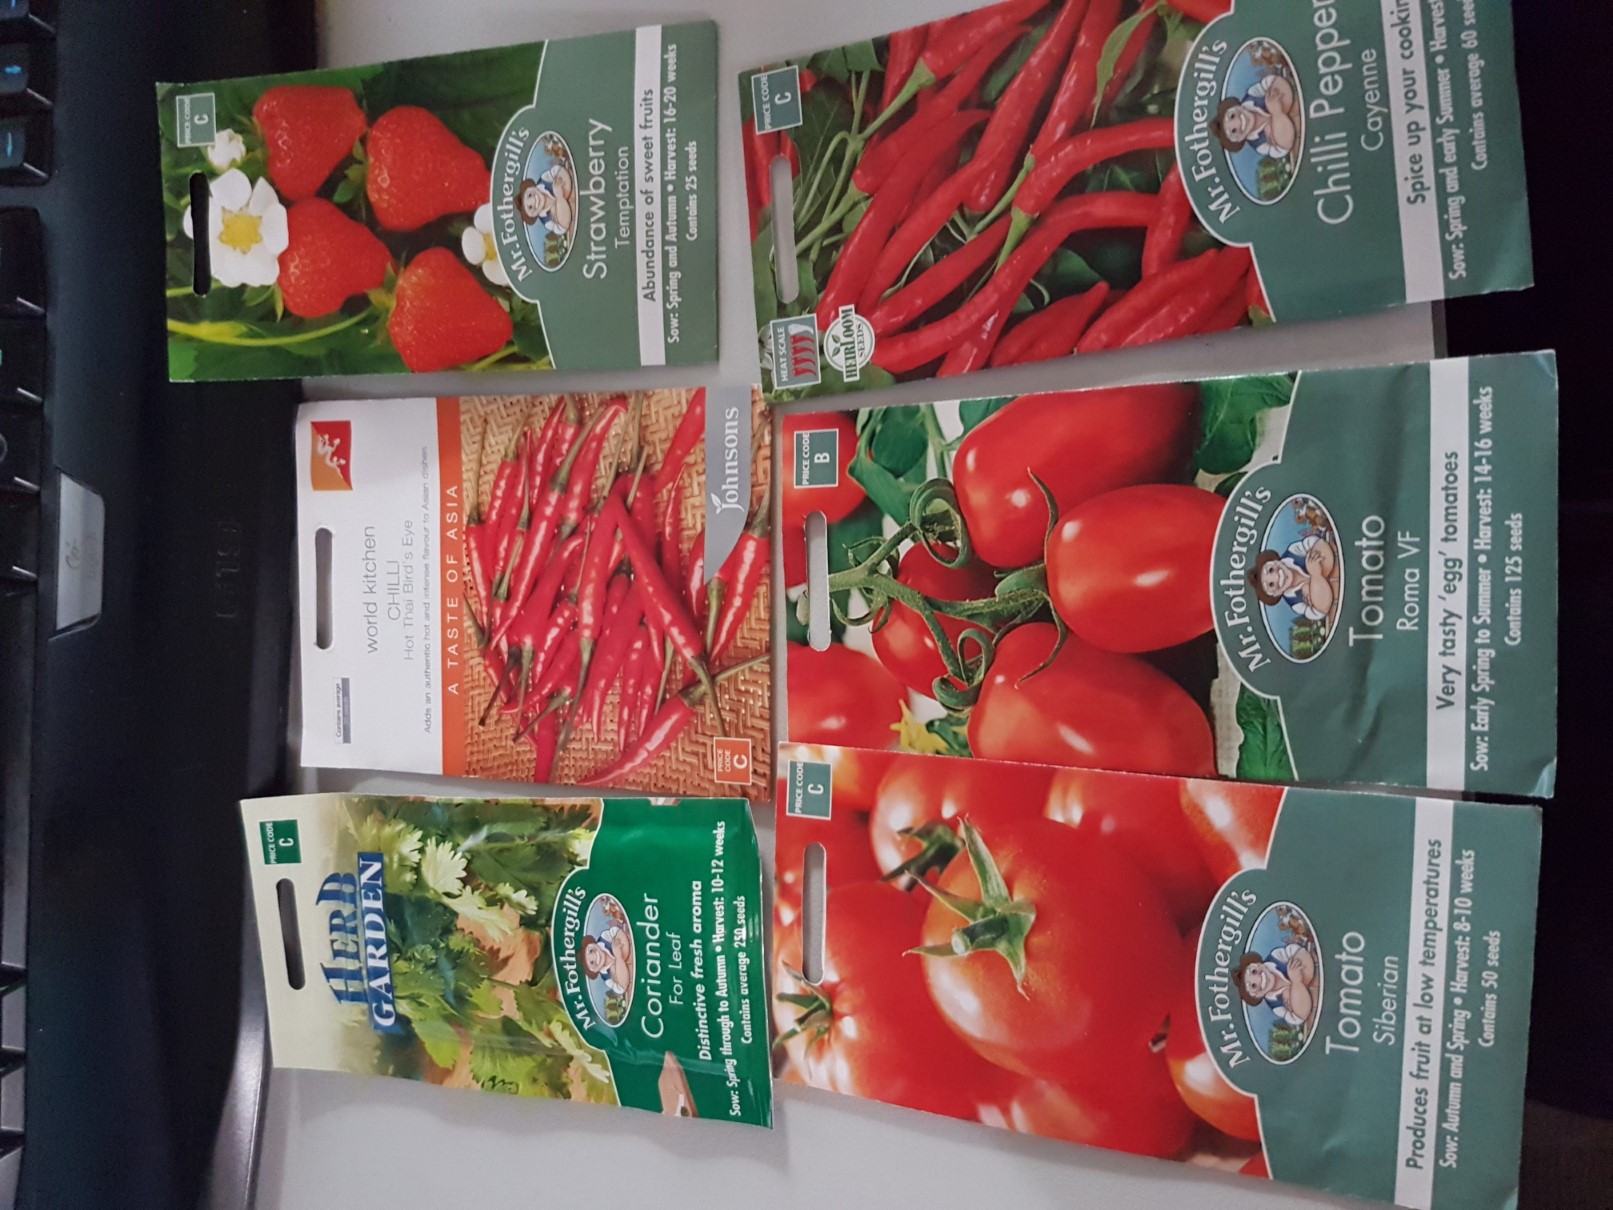 PRICE CODE
C
HERB
GARDEN
Mr.Fothergill's
Coriander
For Leaf
Distinctive fresh aroma
Sow: Spring through to Autumn • Harvest: 10-12 weeks
Contains average 250 seeds
Contains average
world kitchen
CHILLI
Hot Thai Bird's Eye
Adds an authentic hot and intense flavour to Asian dishes
A TASTE OF ASIA
PRICE
CODE
C
Johnsons
PRICE CODE
C
Mr.Fothergill's
Strawberry
Temptation
Abundance of sweet fruits
Sow: Spring and Autumn • Harvest: 16-20 weeks
Contains 25 seeds
PRICE CODE
C
Mr.Fothergill's
Tomato
Siberian
Produces fruit at low temperatures
Sow: Autumn and Spring • Harvest: 8-10 weeks
Contains 50 seeds
PRICE CODE
B
Mr.Fothergill's
Tomato
Roma VF
Very tasty 'egg' tomatoes
Sow: Early Spring to Summer • Harvest: 14-16 weeks
Contains 125 seeds
HEAT SCALE
HEIRLOOM
SEEDS
PRICE CODE
C
Mr.Fothergill's
Chilli Pepper
Cayenne
Spice up your cookin
Sow: Spring and early Summer • Harves
Contains average 60 see